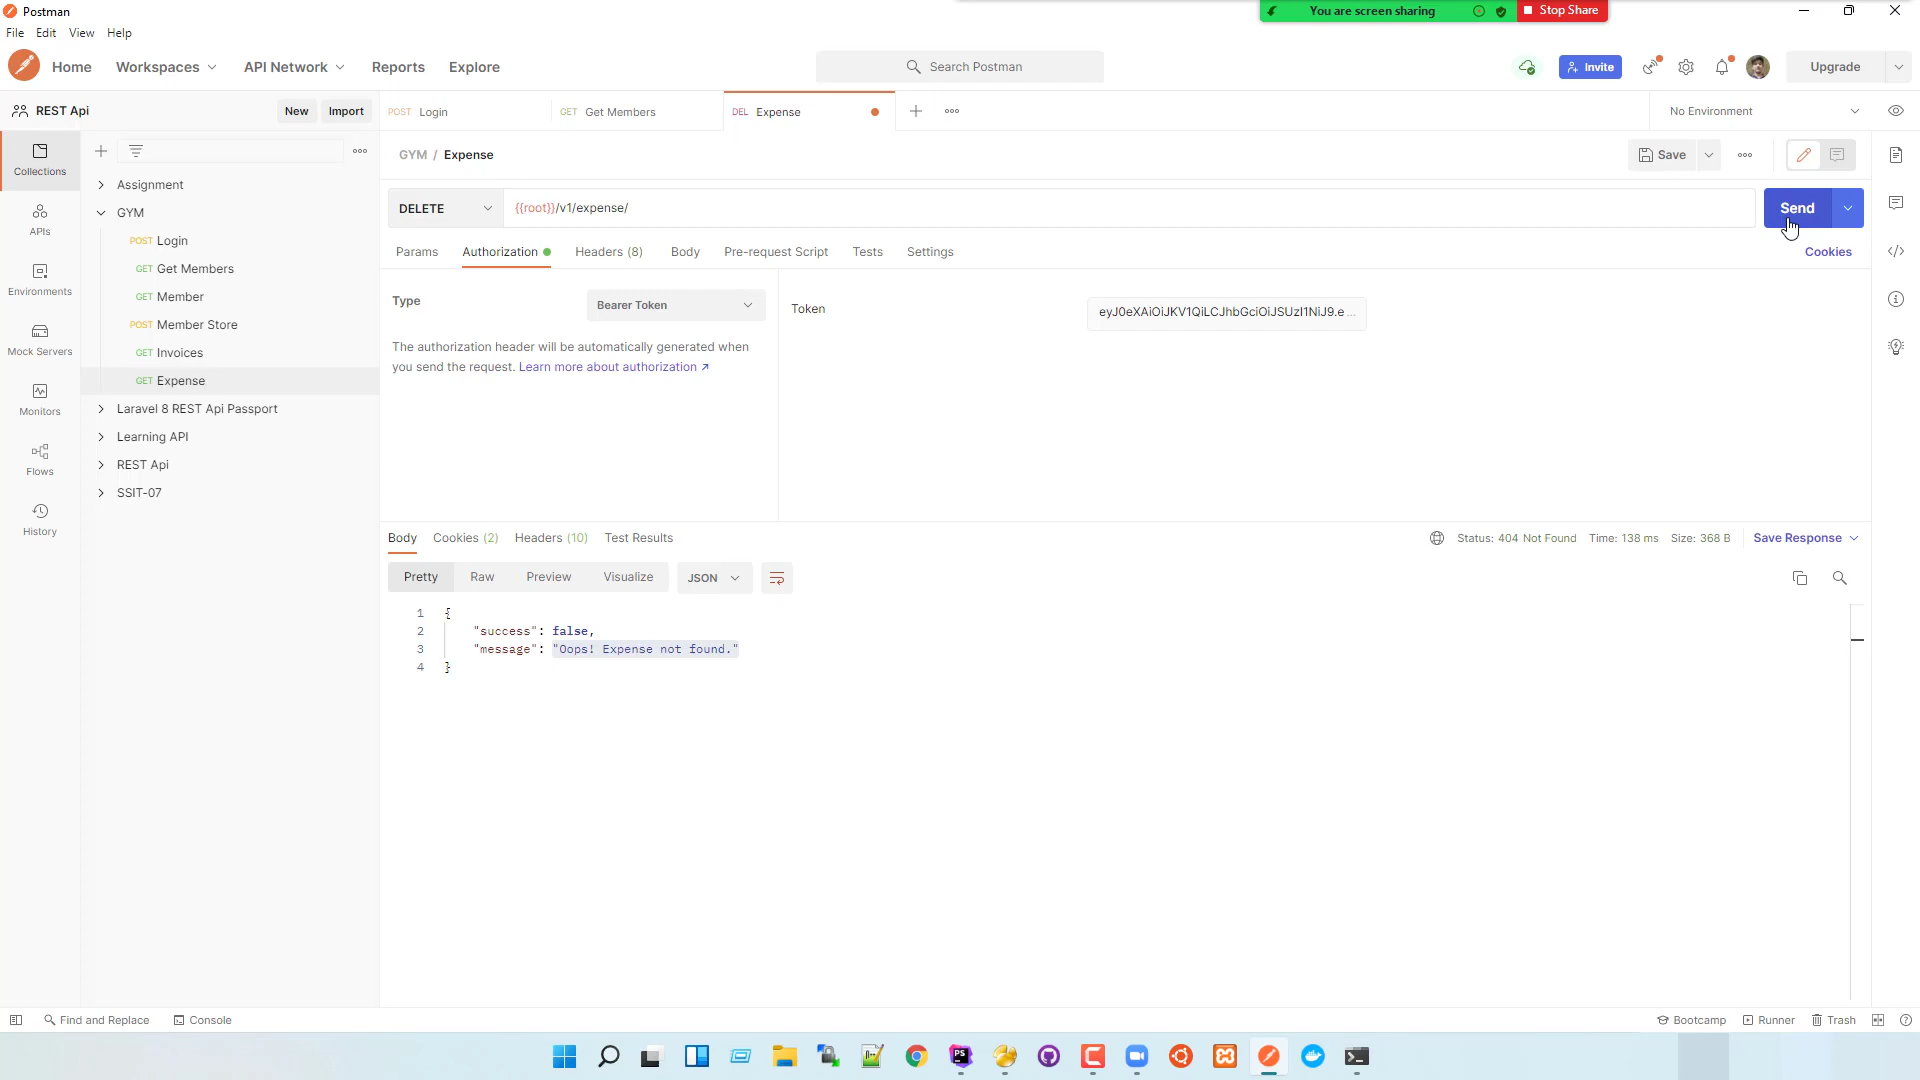 Postman
You are screen sharing
Stop Share
File Edit View Help
Home Workspaces API Network Reports Explore
Search Postman
Invite
Upgrade
REST Api
New Import
POST Login
GET Get Members
DEL Expense
No Environment
Collections
APIs
Environments
Mock Servers
Monitors
Flows
History
Assignment
GYM
POST Login
GET Get Members
GET Member
POST Member Store
GET Invoices
GET Expense
Laravel 8 REST Api Passport
Learning API
REST Api
SSIT-07
GYM / Expense
Save
DELETE
{{root}}/v1/expense/
Send
Params Authorization Headers (8) Body Pre-request Script Tests Settings
Cookies
Type
Bearer Token
The authorization header will be automatically generated when
you send the request. Learn more about authorization ↗
Token
eyJ0eXAiOiJKV1QiLCJhbGciOiJSUzI1NiJ9.e ...
Body Cookies (2) Headers (10) Test Results
Status: 404 Not Found Time: 138 ms Size: 368 B
Save Response
Pretty Raw Preview Visualize JSON
1 {
2 "success": false,
3 "message": "Oops! Expense not found."
4 }
Find and Replace Console
Bootcamp Runner Trash
PS